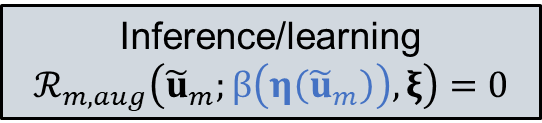 Inference/learning
ℛ_{m,aug}(ũ_m; β(η(ũ_m)), ξ) = 0